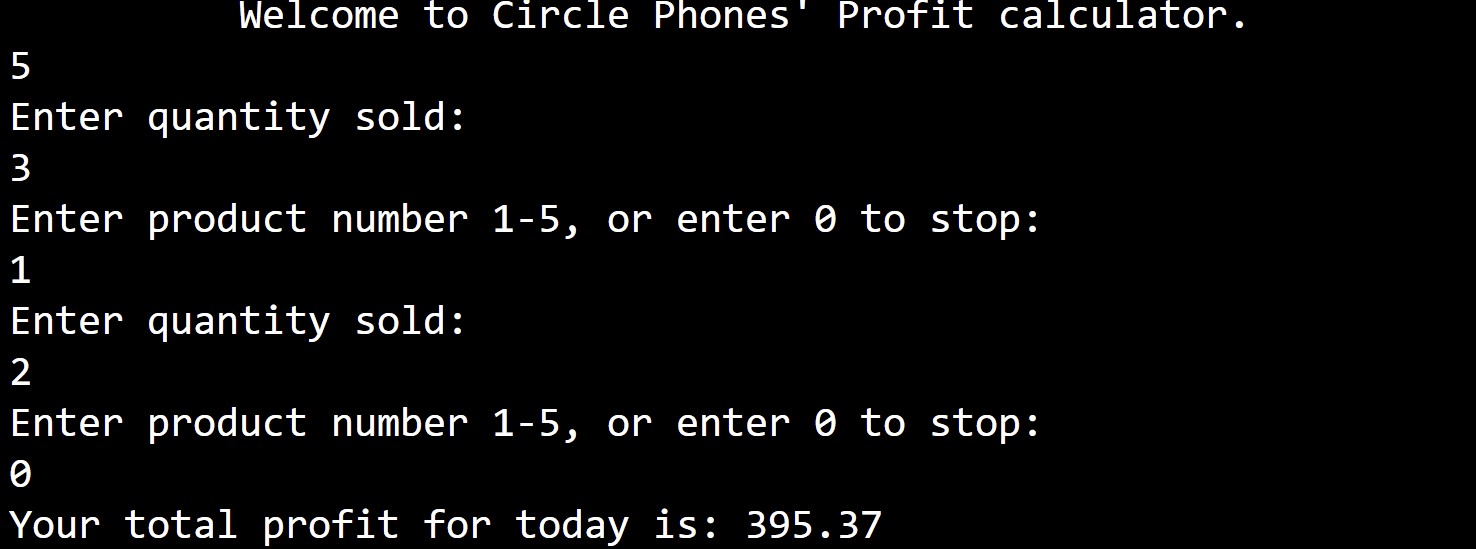 Welcome to Circle Phones' Profit calculator.
5
Enter quantity sold:
3
Enter product number 1-5, or enter 0 to stop:
1
Enter quantity sold:
2
Enter product number 1-5, or enter 0 to stop:
0
Your total profit for today is: 395.37